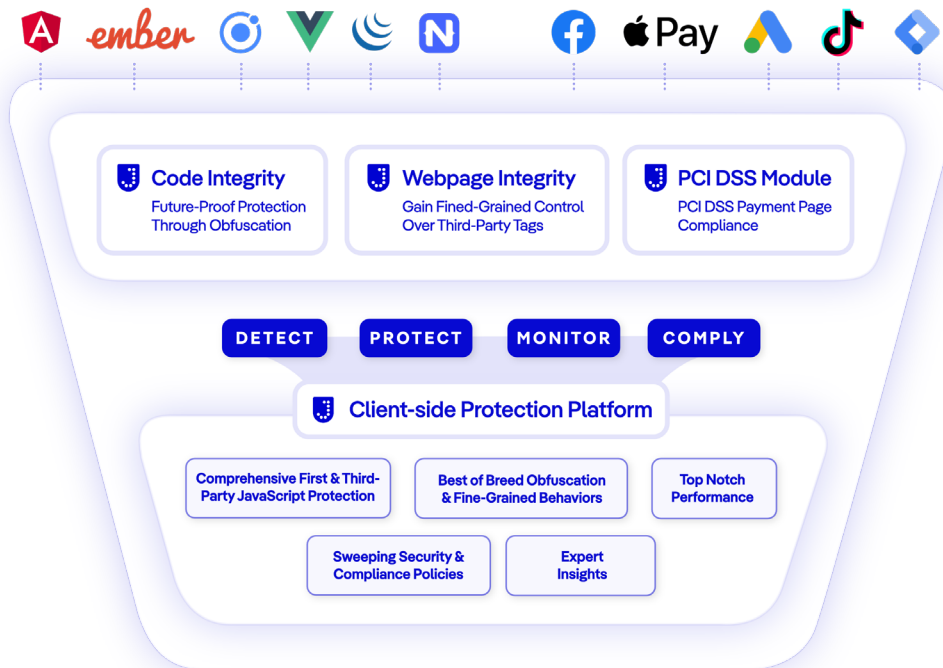 ember
Pay
Code Integrity
Future-Proof Protection
Through Obfuscation
Webpage Integrity
Gain Fined-Grained Control
Over Third-Party Tags
PCI DSS Module
PCI DSS Payment Page
Compliance
DETECT
PROTECT
MONITOR
COMPLY
Client-side Protection Platform
Comprehensive First & Third-
Party JavaScript Protection
Best of Breed Obfuscation
& Fine-Grained Behaviors
Top Notch
Performance
Sweeping Security &
Compliance Policies
Expert
Insights